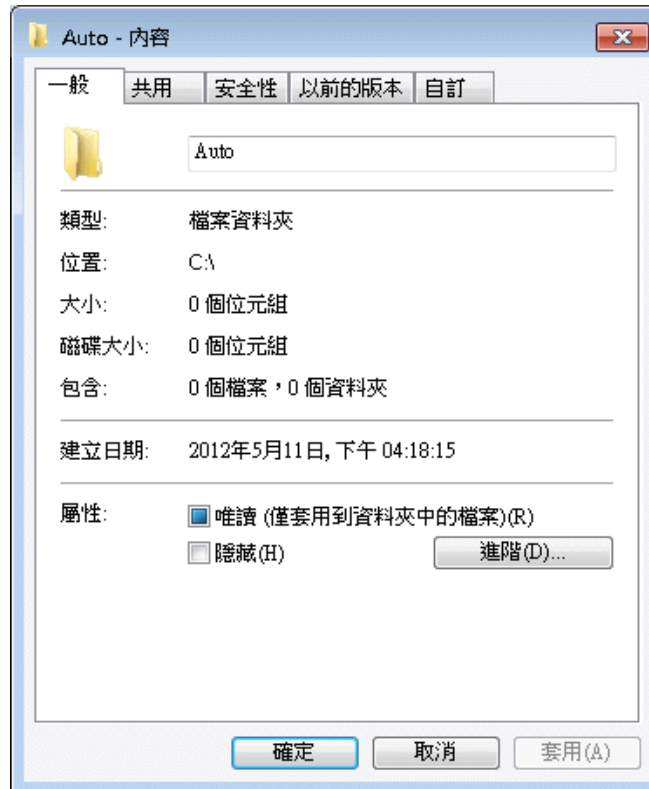 Auto - 內容
一般 共用 安全性 以前的版本 自訂
Auto
類型: 檔案資料夾
位置: C:\
大小: 0 個位元組
磁碟大小: 0 個位元組
包含: 0 個檔案，0 個資料夾
建立日期: 2012年5月11日, 下午 04:18:15
屬性: 唯讀 (僅套用到資料夾中的檔案)(R)
隱藏(H) 進階(D)...
確定 取消 套用(A)